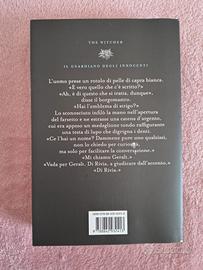 THE WITCHER
IL GUARDIANO DEGLI INNOCENTI
L'uomo prese un rotolo di pelle di capra bianca.
«È vero quello che c'è scritto?»
«Ah, è di questo che si tratta, dunque»,
disse il borgomastro.
«Hai l'emblema di strigo?»
Lo sconosciuto infilò la mano nell'apertura
del farsetto e ne estrasse una catena d'argento,
cui era appeso un medaglione tondo raffigurante
una testa di lupo che digrigna i denti.
«Ce l'hai un nome? Dammene pure uno qualsiasi,
non lo chiedo per curiosità,
ma solo per facilitare la conversazione.»
«Mi chiamo Geralt.»
«Vada per Geralt. Di Rivia, a giudicare dall'accento.»
«Di Rivia.»